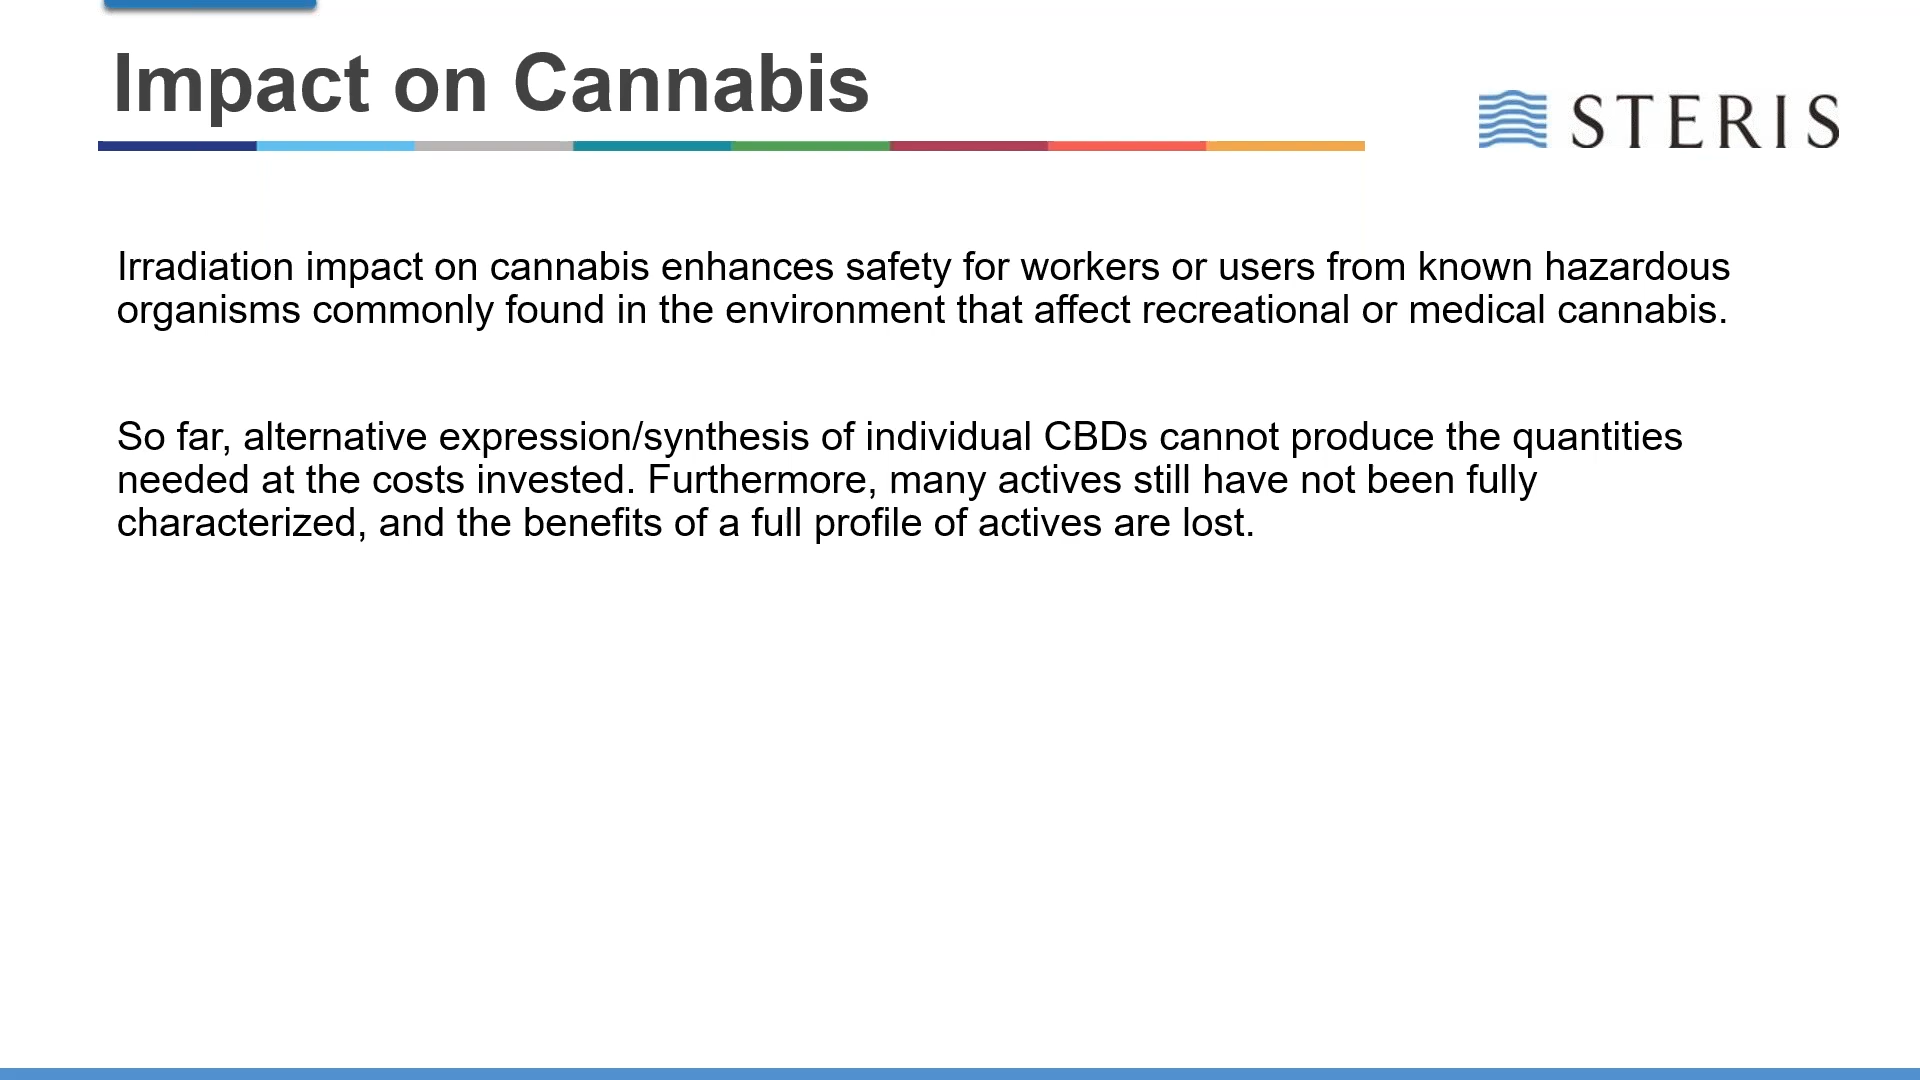 Impact on Cannabis
STERIS
Irradiation impact on cannabis enhances safety for workers or users from known hazardous
organisms commonly found in the environment that affect recreational or medical cannabis.
So far, alternative expression/synthesis of individual CBDs cannot produce the quantities
needed at the costs invested. Furthermore, many actives still have not been fully
characterized, and the benefits of a full profile of actives are lost.